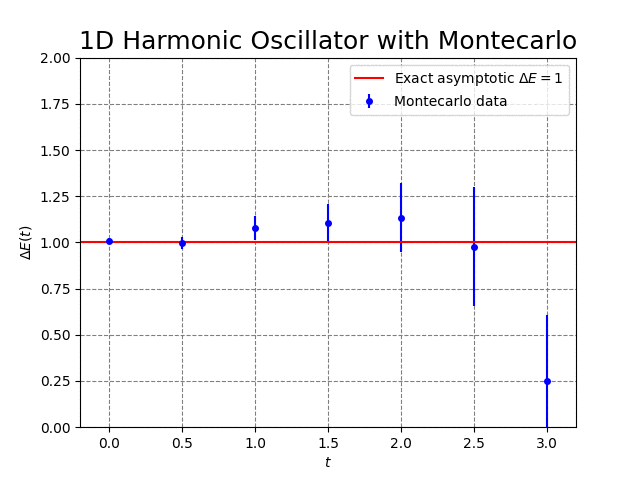 1D Harmonic Oscillator with Montecarlo
Exact asymptotic ΔE = 1
Montecarlo data
ΔE(t)
2.00
1.75
1.50
1.25
1.00
0.75
0.50
0.25
0.00
0.0 0.5 1.0 1.5 2.0 2.5 3.0
t